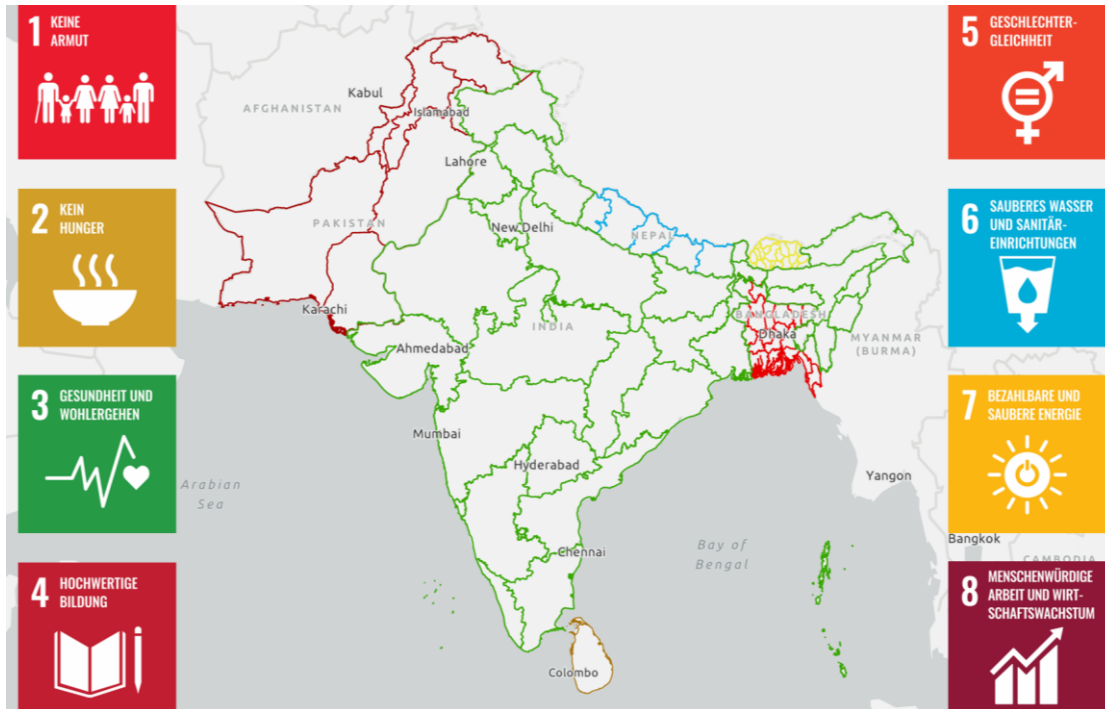 1 KEINE
ARMUT
2 KEIN
HUNGER
3 GESUNDHEIT UND
WOHLERGEHEN
4 HOCHWERTIGE
BILDUNG
Kabul
AFGHANISTAN
Islamabad
Lahore
PAKISTAN
New Delhi
NEPAL
Karachi
INDIA
BANGLADESH
Dhaka
Ahmedabad
MYANMAR
(BURMA)
Mumbai
Hyderabad
Arabian
Sea
Yangon
Bay of
Bengal
Chennai
Bangkok
CAMBODIA
Colombo
5 GESCHLECHTER-
GLEICHHEIT
6 SAUBERES WASSER
UND SANITÄR-
EINRICHTUNGEN
7 BEZAHLBARE UND
SAUBERE ENERGIE
8 MENSCHENWÜRDIGE
ARBEIT UND WIRT-
SCHAFTSWACHSTUM